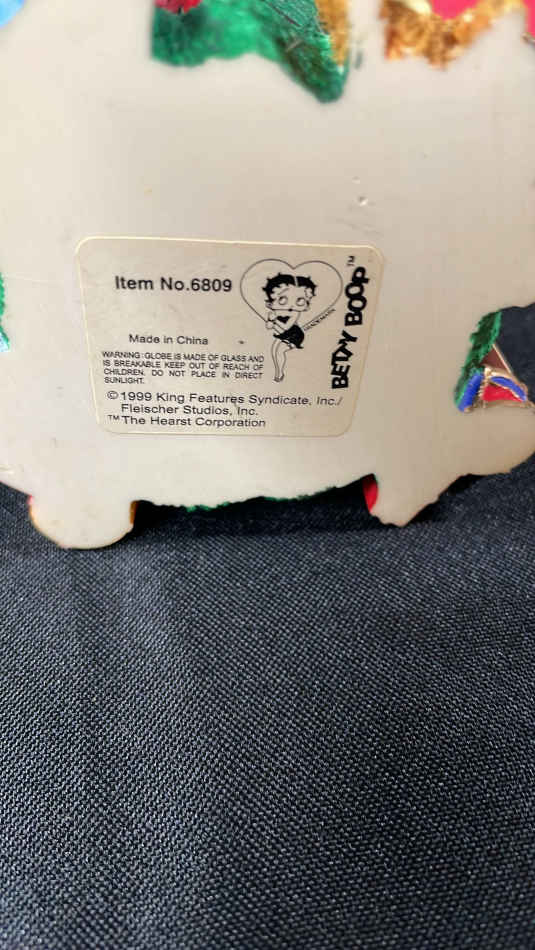 Item No.6809
Made in China
WARNING: GLOBE IS MADE OF GLASS AND
IS BREAKABLE KEEP OUT OF REACH OF
CHILDREN. DO NOT PLACE IN DIRECT
SUNLIGHT.
© 1999 King Features Syndicate, Inc./
Fleischer Studios, Inc.
™ The Hearst Corporation
BETTY BOOP™